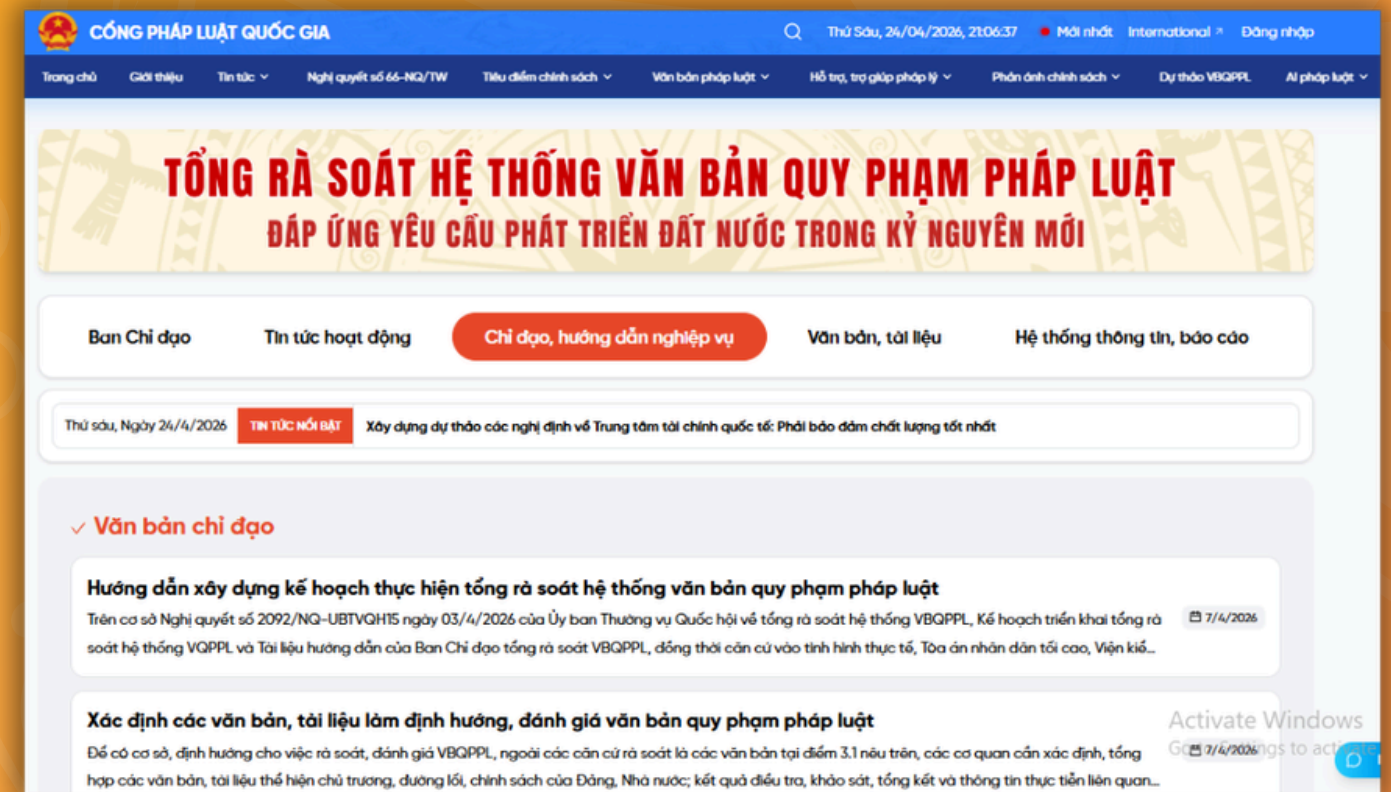 CỔNG PHÁP LUẬT QUỐC GIA
Thứ Sáu, 24/04/2026, 21:06:37 Mới nhất International Đăng nhập
Trang chủ Giới thiệu Tin tức Nghị quyết số 66-NQ/TW Tiêu điểm chính sách Văn bản pháp luật Hỗ trợ, trợ giúp pháp lý Phản ánh chính sách Dự thảo VBQPPL AI pháp luật
TỔNG RÀ SOÁT HỆ THỐNG VĂN BẢN QUY PHẠM PHÁP LUẬT
ĐÁP ỨNG YÊU CẦU PHÁT TRIỂN ĐẤT NƯỚC TRONG KỶ NGUYÊN MỚI
Ban Chỉ đạo Tin tức hoạt động Chỉ đạo, hướng dẫn nghiệp vụ Văn bản, tài liệu Hệ thống thông tin, báo cáo
Thứ sáu, Ngày 24/4/2026 TIN TỨC NỔI BẬT Xây dựng dự thảo các nghị định về Trung tâm tài chính quốc tế: Phải bảo đảm chất lượng tốt nhất
Văn bản chỉ đạo
Hướng dẫn xây dựng kế hoạch thực hiện tổng rà soát hệ thống văn bản quy phạm pháp luật
Trên cơ sở Nghị quyết số 2092/NQ-UBTVQH15 ngày 03/4/2026 của Ủy ban Thường vụ Quốc hội về tổng rà soát hệ thống VBQPPL, Kế hoạch triển khai tổng rà
7/4/2026
soát hệ thống VQPPL và Tài liệu hướng dẫn của Ban Chỉ đạo tổng rà soát VBQPPL, đồng thời căn cứ vào tình hình thực tế, Tòa án nhân dân tối cao, Viện kiể...
Xác định các văn bản, tài liệu làm định hướng, đánh giá văn bản quy phạm pháp luật
Activate Windows
Để có cơ sở, định hướng cho việc rà soát, đánh giá VBQPPL, ngoài các căn cứ rà soát là các văn bản tại điểm 3.1 nêu trên, các cơ quan cần xác định, tổng
7/4/2026
hợp các văn bản, tài liệu thể hiện chủ trương, đường lối, chính sách của Đảng, Nhà nước; kết quả điều tra, khảo sát, tổng kết và thông tin thực tiễn liên quan...